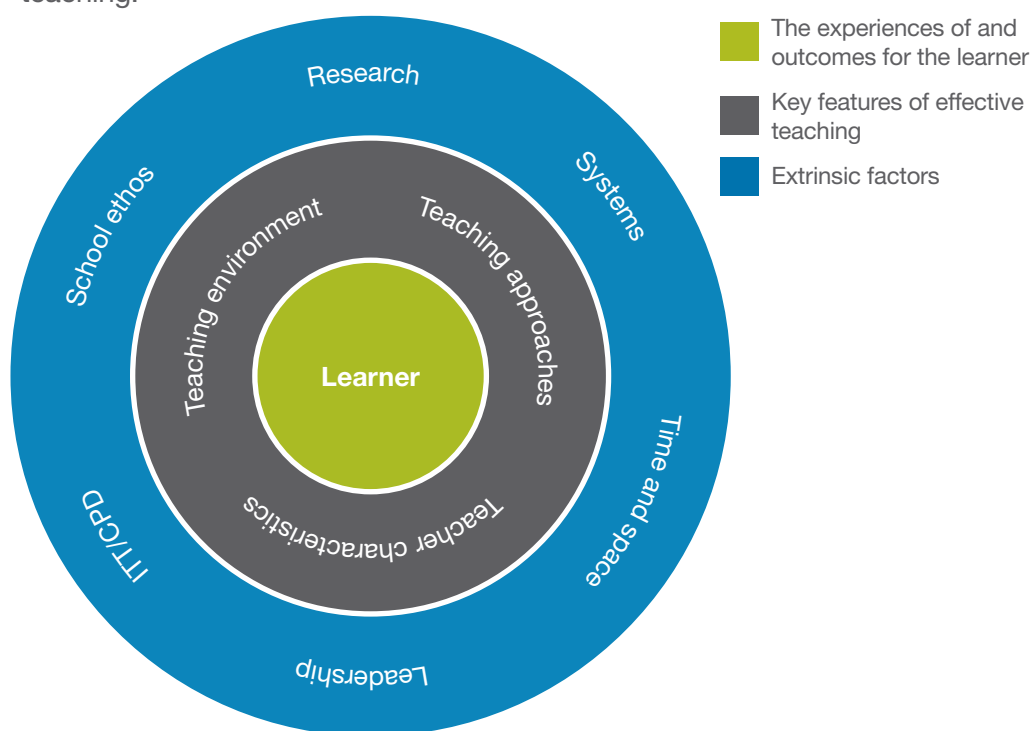 teaching.
The experiences of and
outcomes for the learner
Key features of effective
teaching
Extrinsic factors
Research
Systems
Time and space
Leadership
ITT/CPD
School ethos
Teaching environment
Teaching approaches
Teacher characteristics
Learner